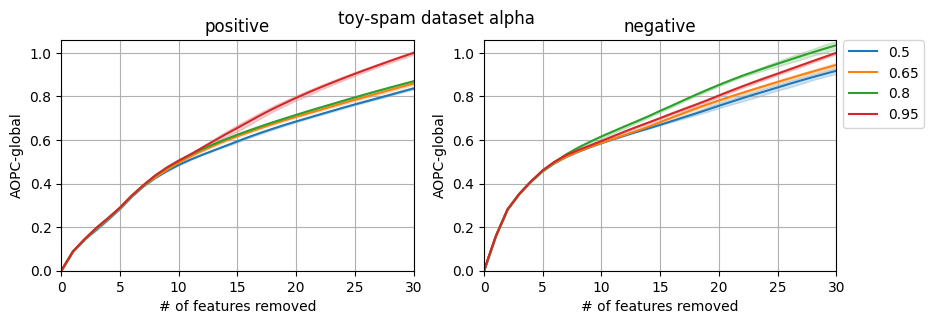 toy-spam dataset alpha
positive
1.0
0.8
0.6
0.4
0.2
0.0
AOPC-global
0 5 10 15 20 25 30
# of features removed
negative
1.0
0.8
0.6
0.4
0.2
0.0
AOPC-global
0 5 10 15 20 25 30
# of features removed
0.5
0.65
0.8
0.95